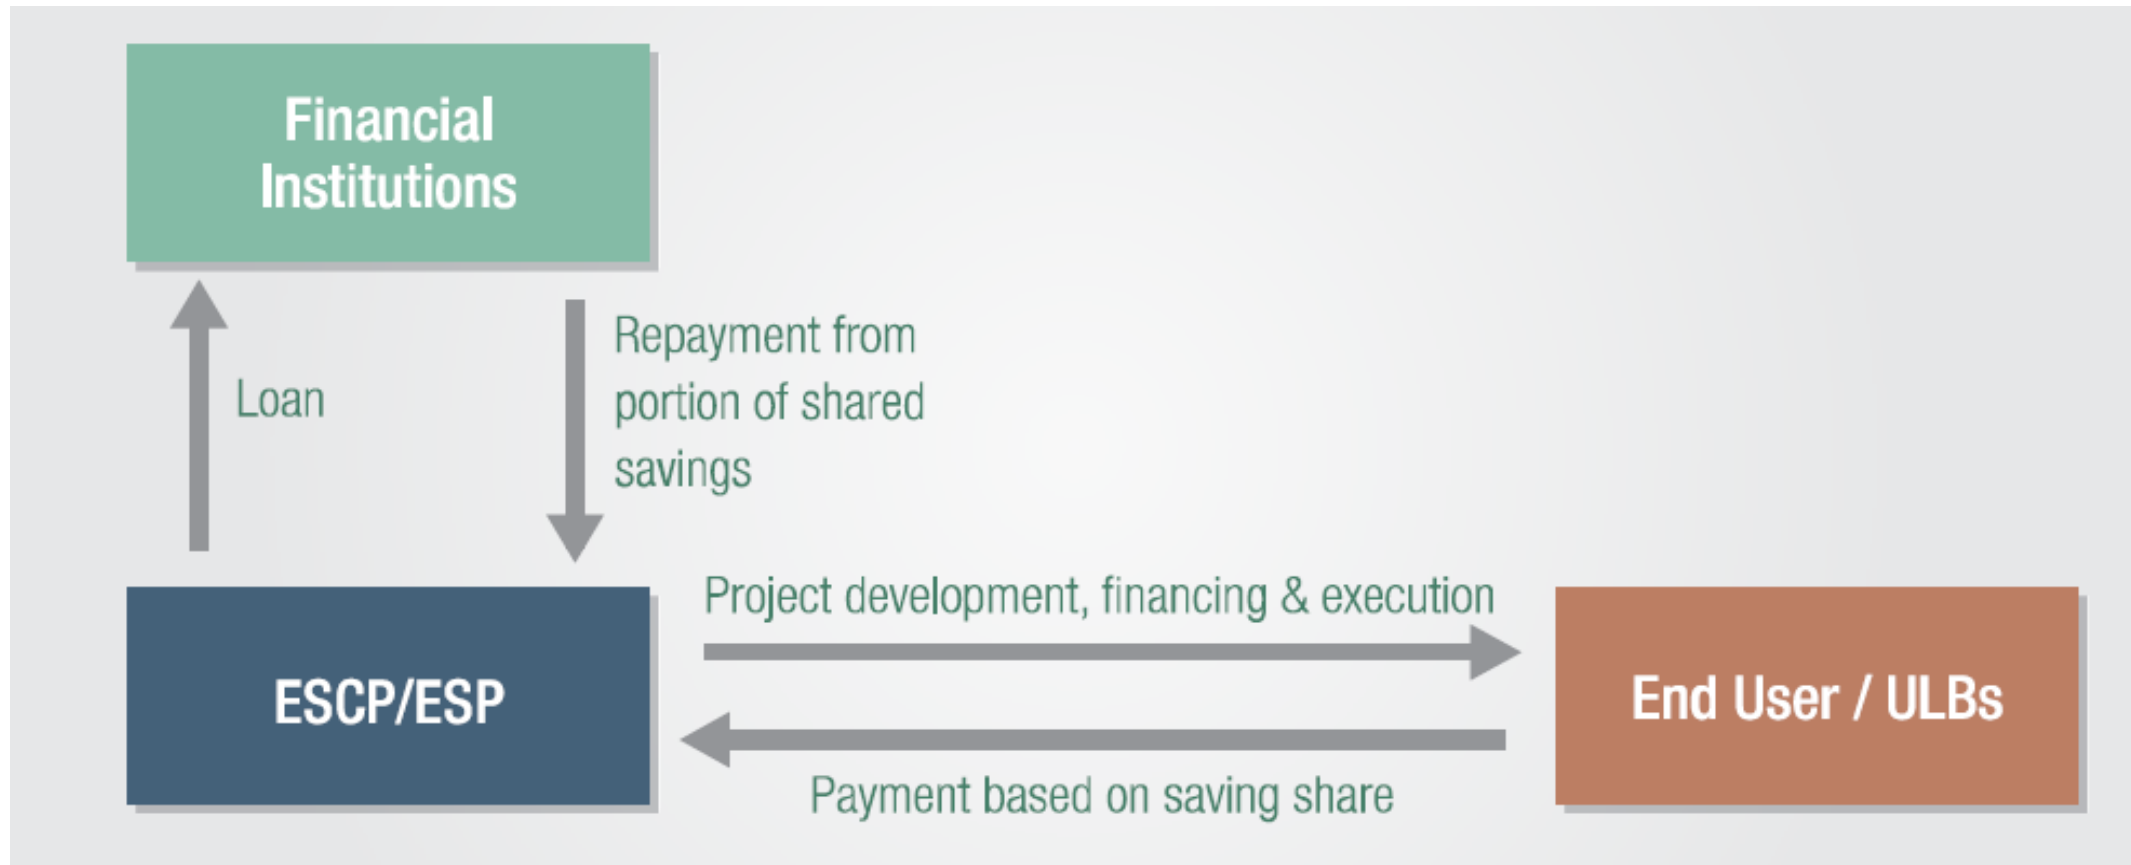 Financial
Institutions
Loan
Repayment from
portion of shared
savings
Project development, financing & execution
ESCP/ESP
End User / ULBs
Payment based on saving share